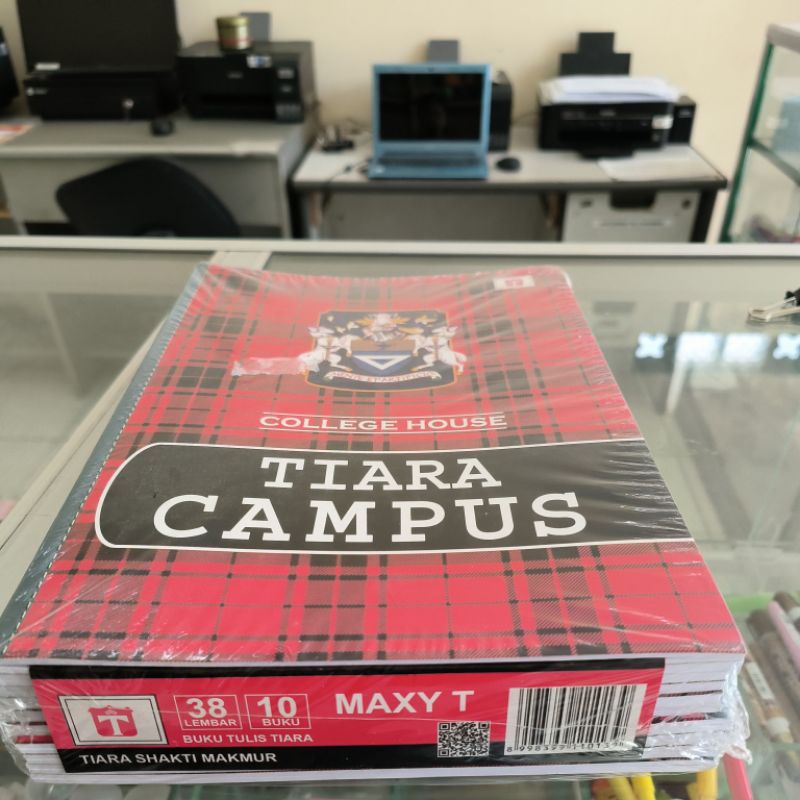 COLLEGE HOUSE
TIARA
CAMPUS
T
38
LEMBAR
10
BUKU
MAXY T
BUKU TULIS TIARA
TIARA SHAKTI MAKMUR